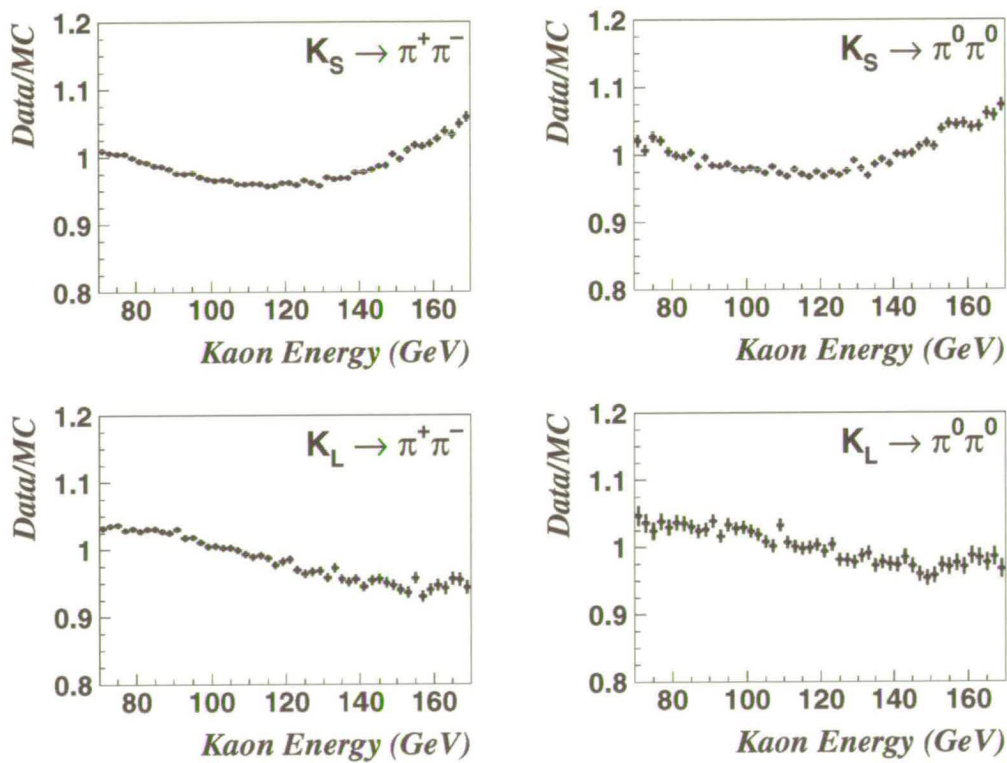 Data/MC
1.2
1.1
1
0.9
0.8
K_S → π⁺π⁻
80 100 120 140 160
Kaon Energy (GeV)
Data/MC
1.2
1.1
1
0.9
0.8
K_S → π⁰π⁰
80 100 120 140 160
Kaon Energy (GeV)
Data/MC
1.2
1.1
1
0.9
0.8
K_L → π⁺π⁻
80 100 120 140 160
Kaon Energy (GeV)
Data/MC
1.2
1.1
1
0.9
0.8
K_L → π⁰π⁰
80 100 120 140 160
Kaon Energy (GeV)